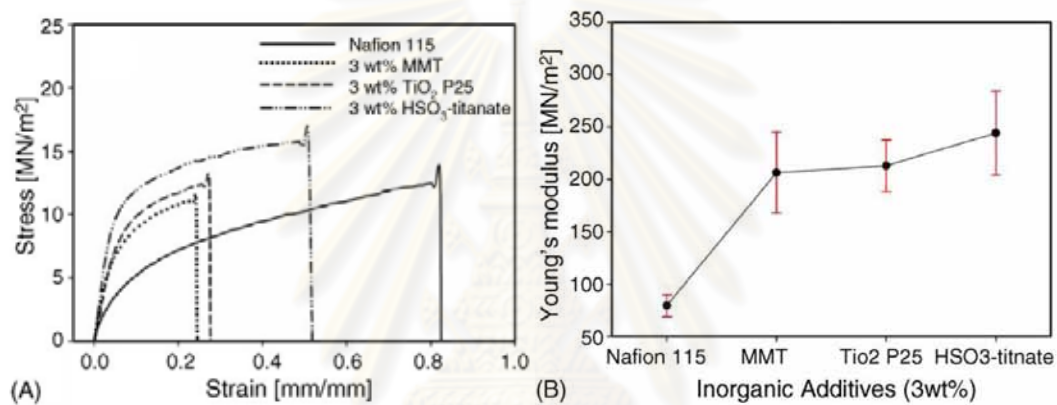 25
20
15
10
5
0
Stress [MN/m²]
Nafion 115
3 wt% MMT
3 wt% TiO₂ P25
3 wt% HSO₃-titanate
0.0 0.2 0.4 0.6 0.8 1.0
(A) Strain [mm/mm]
350
300
250
200
150
100
50
Young's modulus [MN/m²]
Nafion 115 MMT Tio2 P25 HSO3-titnate
(B) Inorganic Additives (3wt%)